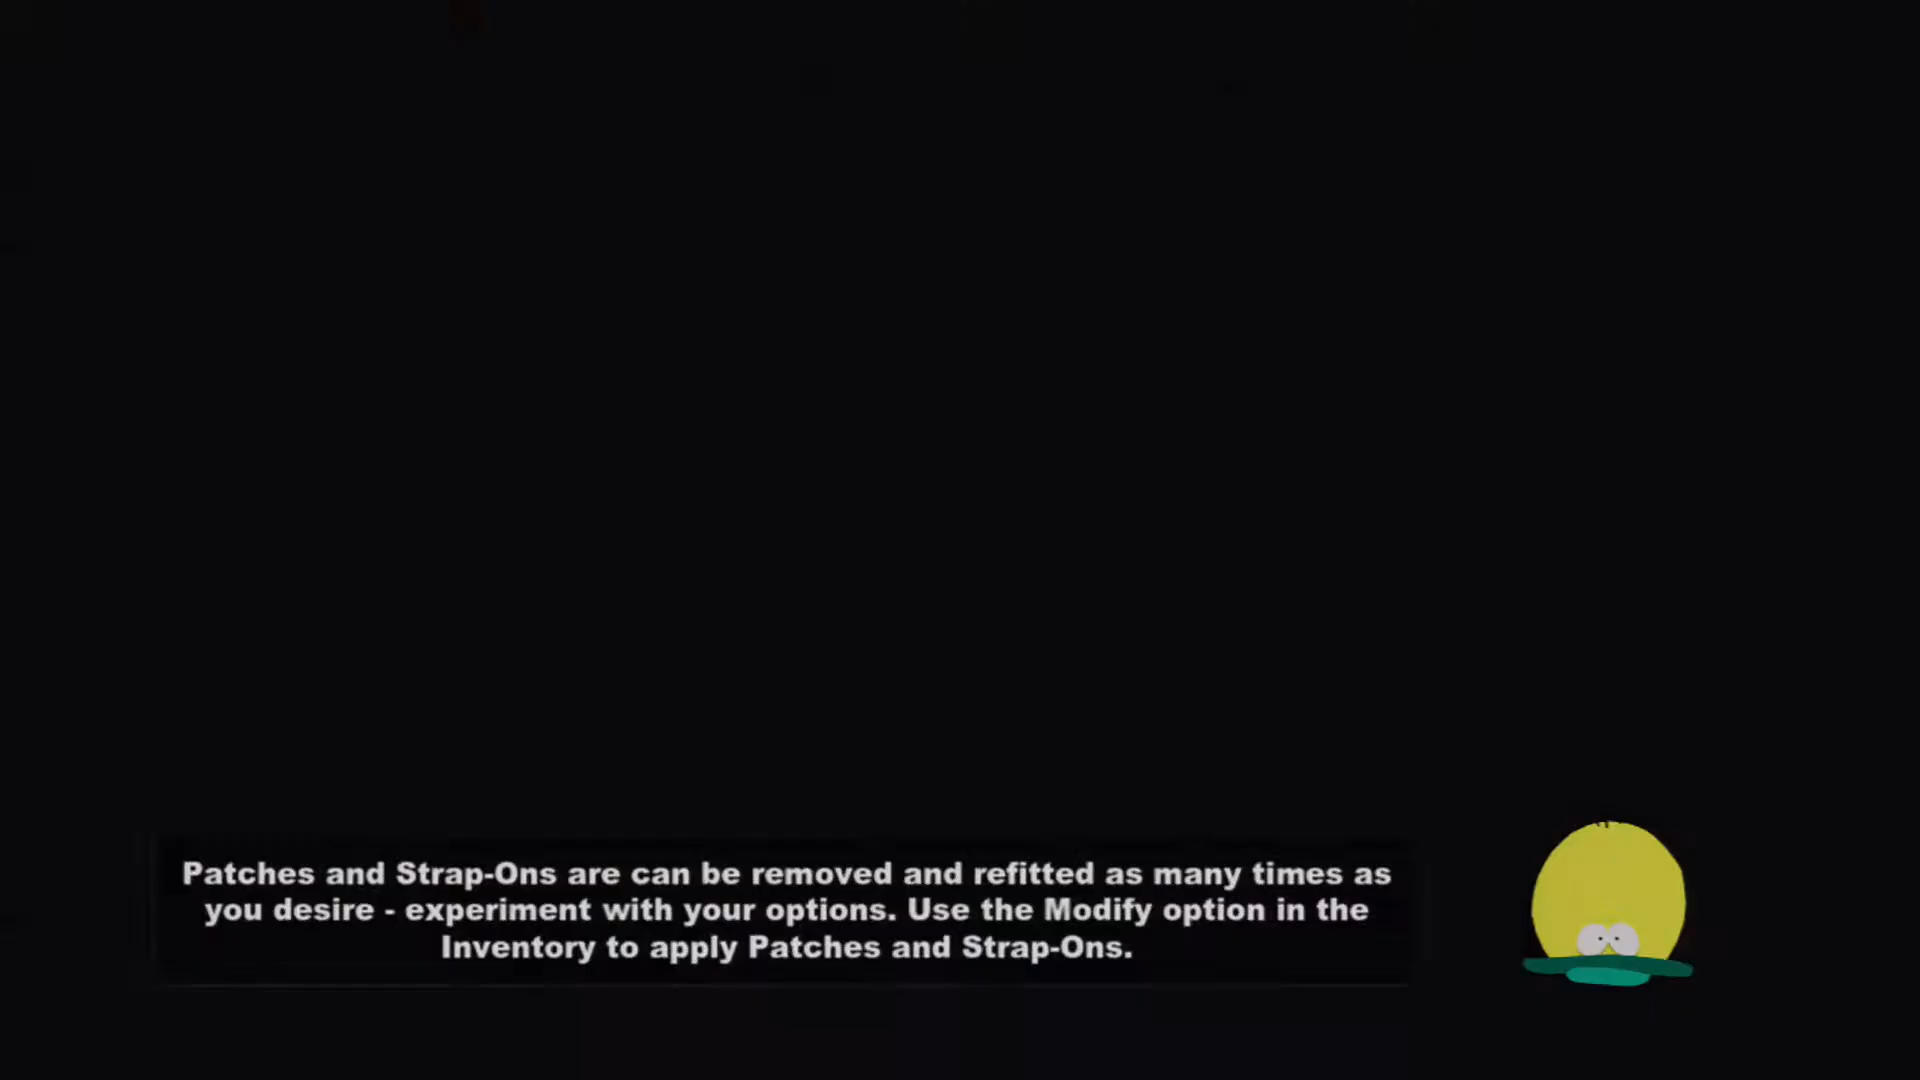 Patches and Strap-Ons are can be removed and refitted as many times as
you desire - experiment with your options. Use the Modify option in the
Inventory to apply Patches and Strap-Ons.